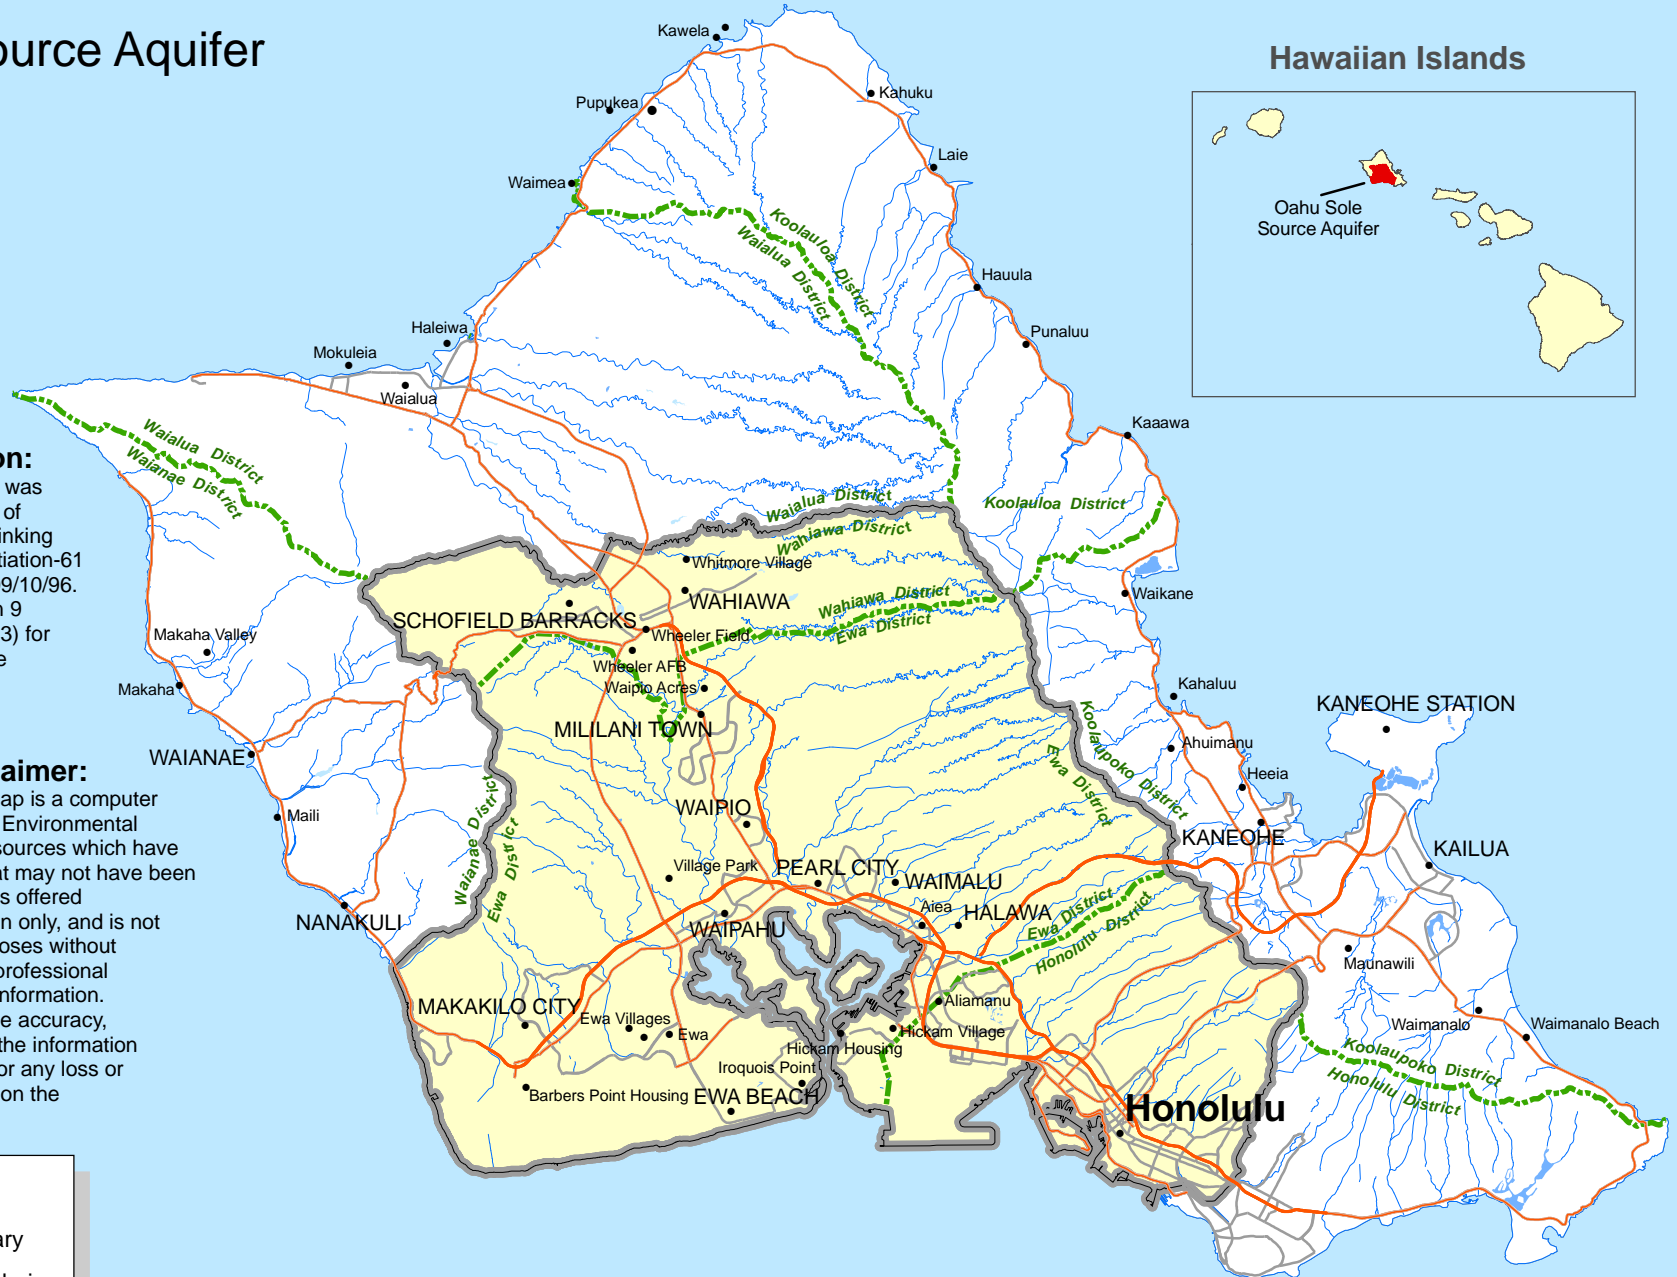 ource Aquifer
Hawaiian Islands
Oahu Sole
Source Aquifer
Kawela
Kahuku
Pupukea
Laie
Waimea
Koolauloa District
Waialua District
Hauula
Punaluu
Haleiwa
Mokuleia
Waialua
Kaaawa
Waialua District
Waianae District
on:
was
of
inking
tiation-61
09/10/96.
n 9
3) for
e
Waialua District
Wahiawa District
Koolauloa District
Whitmore Village
WAHIAWA
SCHOFIELD BARRACKS
Wheeler Field
Wahiawa District
Ewa District
Waikane
Makaha Valley
Wheeler AFB
Waipio Acres
Makaha
MILILANI TOWN
Kahaluu
KANEOHE STATION
Koolaupoko District
Ewa District
Ahuimanu
Heeia
WAIANAE
aimer:
ap is a computer
Environmental
sources which have
at may not have been
s offered
n only, and is not
oses without
professional
nformation.
e accuracy,
the information
or any loss or
on the
Maili
Waianae District
Ewa District
WAIPIO
KANEOHE
KAILUA
Village Park
PEARL CITY
WAIMALU
NANAKULI
WAIPAHU
Aiea
HALAWA
Ewa District
Honolulu District
Maunawili
MAKAKILO CITY
Ewa Villages
Ewa
Aliamanu
Hickam Village
Hickam Housing
Iroquois Point
Waimanalo
Waimanalo Beach
Barbers Point Housing
EWA BEACH
Koolaupoko District
Honolulu District
Honolulu
ary